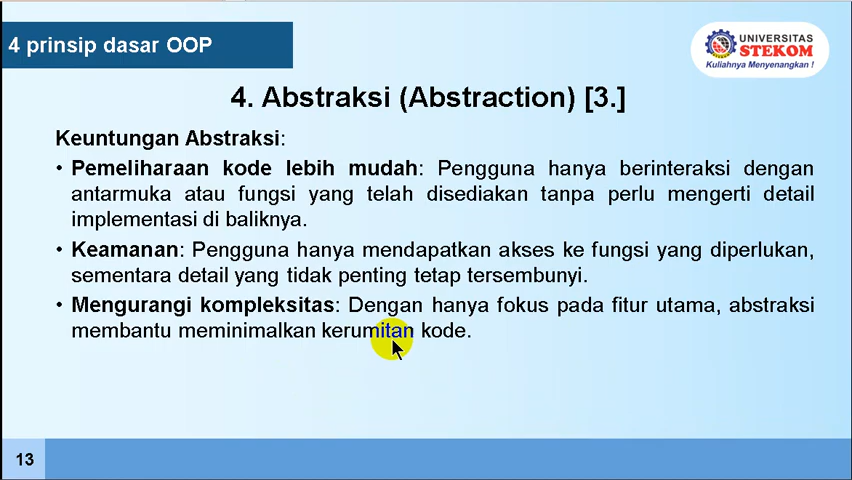 4 prinsip dasar OOP
UNIVERSITAS
STEKOM
Kuliahnya Menyenangkan !
4. Abstraksi (Abstraction) [3.]
Keuntungan Abstraksi:
• Pemeliharaan kode lebih mudah: Pengguna hanya berinteraksi dengan
antarmuka atau fungsi yang telah disediakan tanpa perlu mengerti detail
implementasi di baliknya.
• Keamanan: Pengguna hanya mendapatkan akses ke fungsi yang diperlukan,
sementara detail yang tidak penting tetap tersembunyi.
• Mengurangi kompleksitas: Dengan hanya fokus pada fitur utama, abstraksi
membantu meminimalkan kerumitan kode.
13